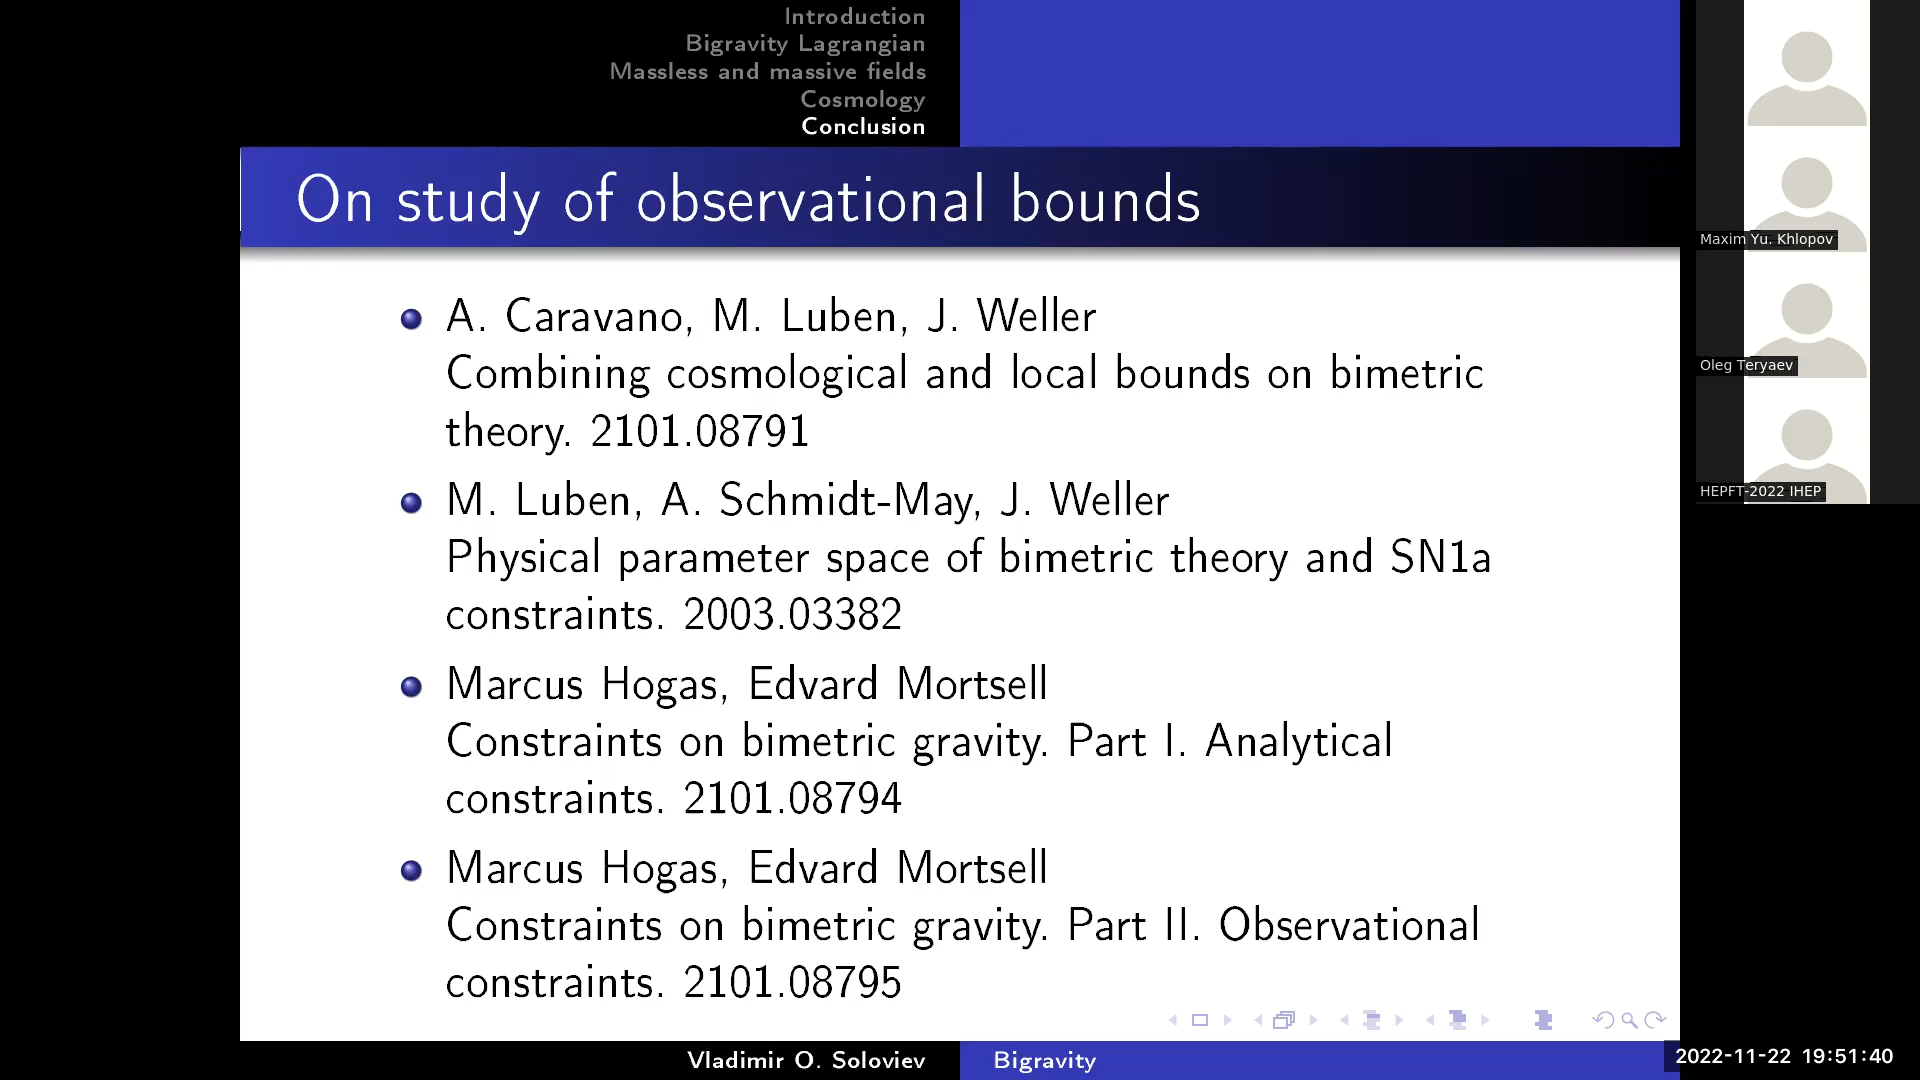 Introduction
Bigravity Lagrangian
Massless and massive fields
Cosmology
Conclusion
On study of observational bounds
A. Caravano, M. Luben, J. Weller
Combining cosmological and local bounds on bimetric
theory. 2101.08791
M. Luben, A. Schmidt-May, J. Weller
Physical parameter space of bimetric theory and SN1a
constraints. 2003.03382
Marcus Hogas, Edvard Mortsell
Constraints on bimetric gravity. Part I. Analytical
constraints. 2101.08794
Marcus Hogas, Edvard Mortsell
Constraints on bimetric gravity. Part II. Observational
constraints. 2101.08795
Vladimir O. Soloviev
Bigravity
Maxim Yu. Khlopov
Oleg Teryaev
HEPFT-2022 IHEP
2022-11-22 19:51:40